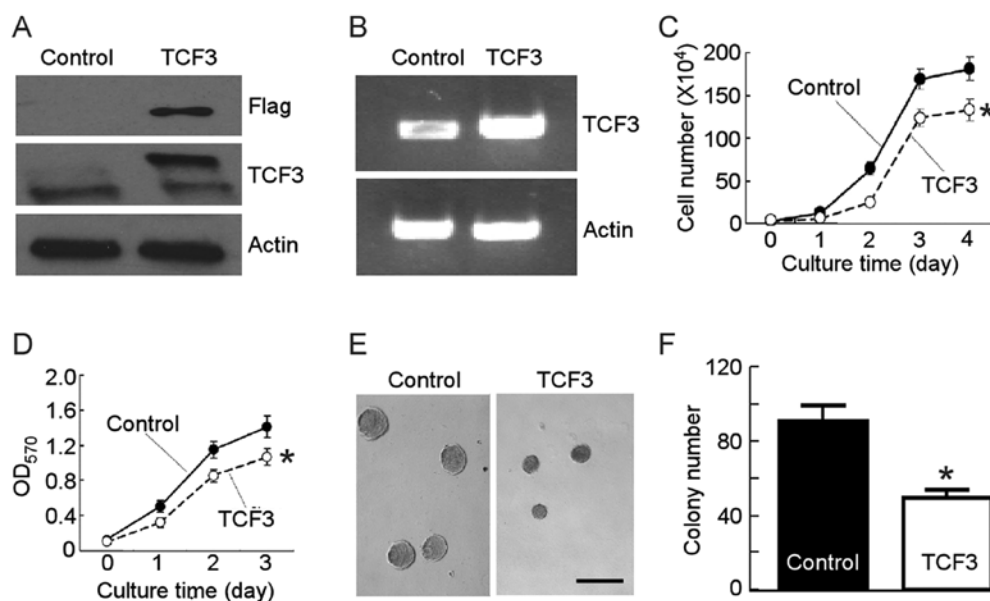 A
Control TCF3
Flag
TCF3
Actin
B
Control TCF3
TCF3
Actin
C
Cell number (X10⁴)
200
150
100
50
0
Control
TCF3
*
0 1 2 3 4
Culture time (day)
D
OD₅₇₀
2.0
1.6
1.2
0.8
0.4
0
Control
TCF3
*
0 1 2 3
Culture time (day)
E
Control TCF3
F
Colony number
120
80
40
0
*
Control TCF3